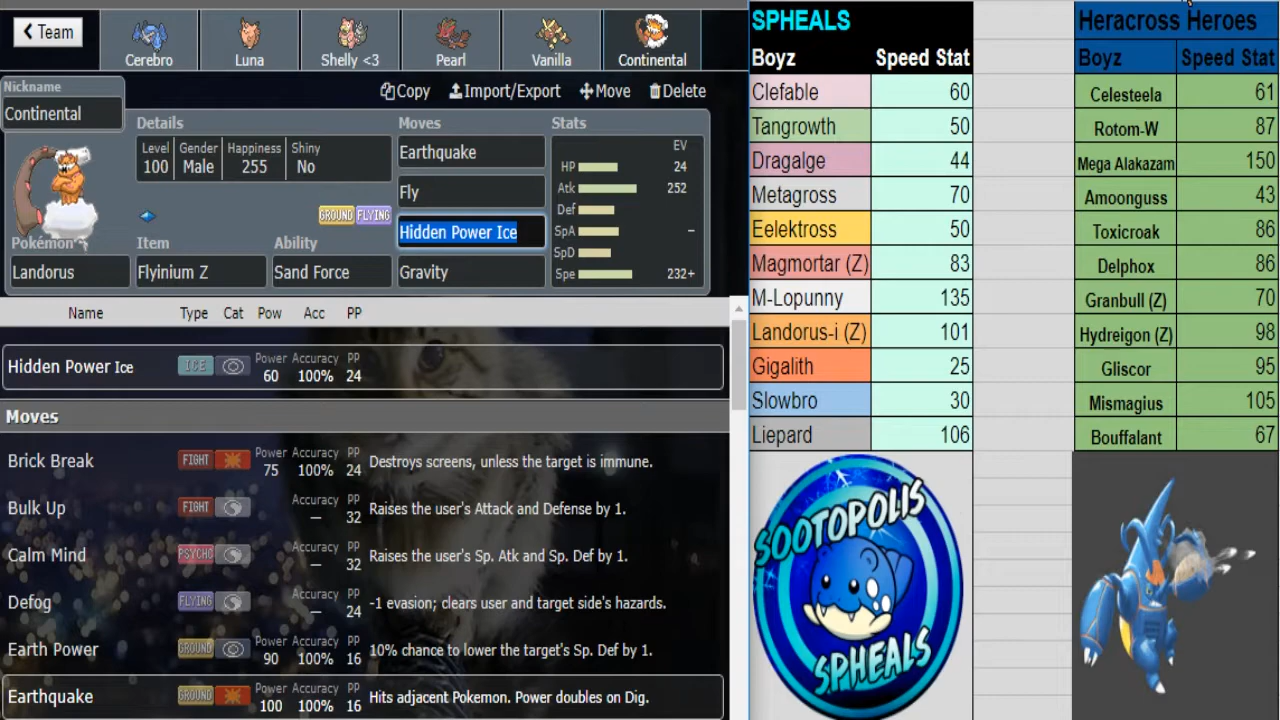 Team
Cerebro Luna Shelly <3 Pearl Vanilla Continental
Copy Import/Export Move Delete
Nickname
Continental
Details
Level Gender Happiness Shiny
100 Male 255 No
GROUND FLYING
Pokémon Item Ability
Landorus Flyinium Z Sand Force
Moves
Earthquake
Fly
Hidden Power Ice
Gravity
Stats
EV
HP 24
Atk 252
Def
SpA –
SpD
Spe 232+
Name Type Cat Pow Acc PP
Hidden Power Ice ICE Power 60 Accuracy 100% PP 24
Moves
Brick Break FIGHT Power 75 Accuracy 100% PP 24 Destroys screens, unless the target is immune.
Bulk Up FIGHT Accuracy — PP 32 Raises the user's Attack and Defense by 1.
Calm Mind PSYCHC Accuracy — PP 32 Raises the user's Sp. Atk and Sp. Def by 1.
Defog FLYING Accuracy — PP 24 -1 evasion; clears user and target side's hazards.
Earth Power GROUND Power 90 Accuracy 100% PP 16 10% chance to lower the target's Sp. Def by 1.
Earthquake GROUND Power 100 Accuracy 100% PP 16 Hits adjacent Pokemon. Power doubles on Dig.
SPHEALS
Boyz Speed Stat
Clefable 60
Tangrowth 50
Dragalge 44
Metagross 70
Eelektross 50
Magmortar (Z) 83
M-Lopunny 135
Landorus-i (Z) 101
Gigalith 25
Slowbro 30
Liepard 106
SOOTOPOLIS
SPHEALS
Heracross Heroes
Boyz Speed Stat
Celesteela 61
Rotom-W 87
Mega Alakazam 150
Amoonguss 43
Toxicroak 86
Delphox 86
Granbull (Z) 70
Hydreigon (Z) 98
Gliscor 95
Mismagius 105
Bouffalant 67